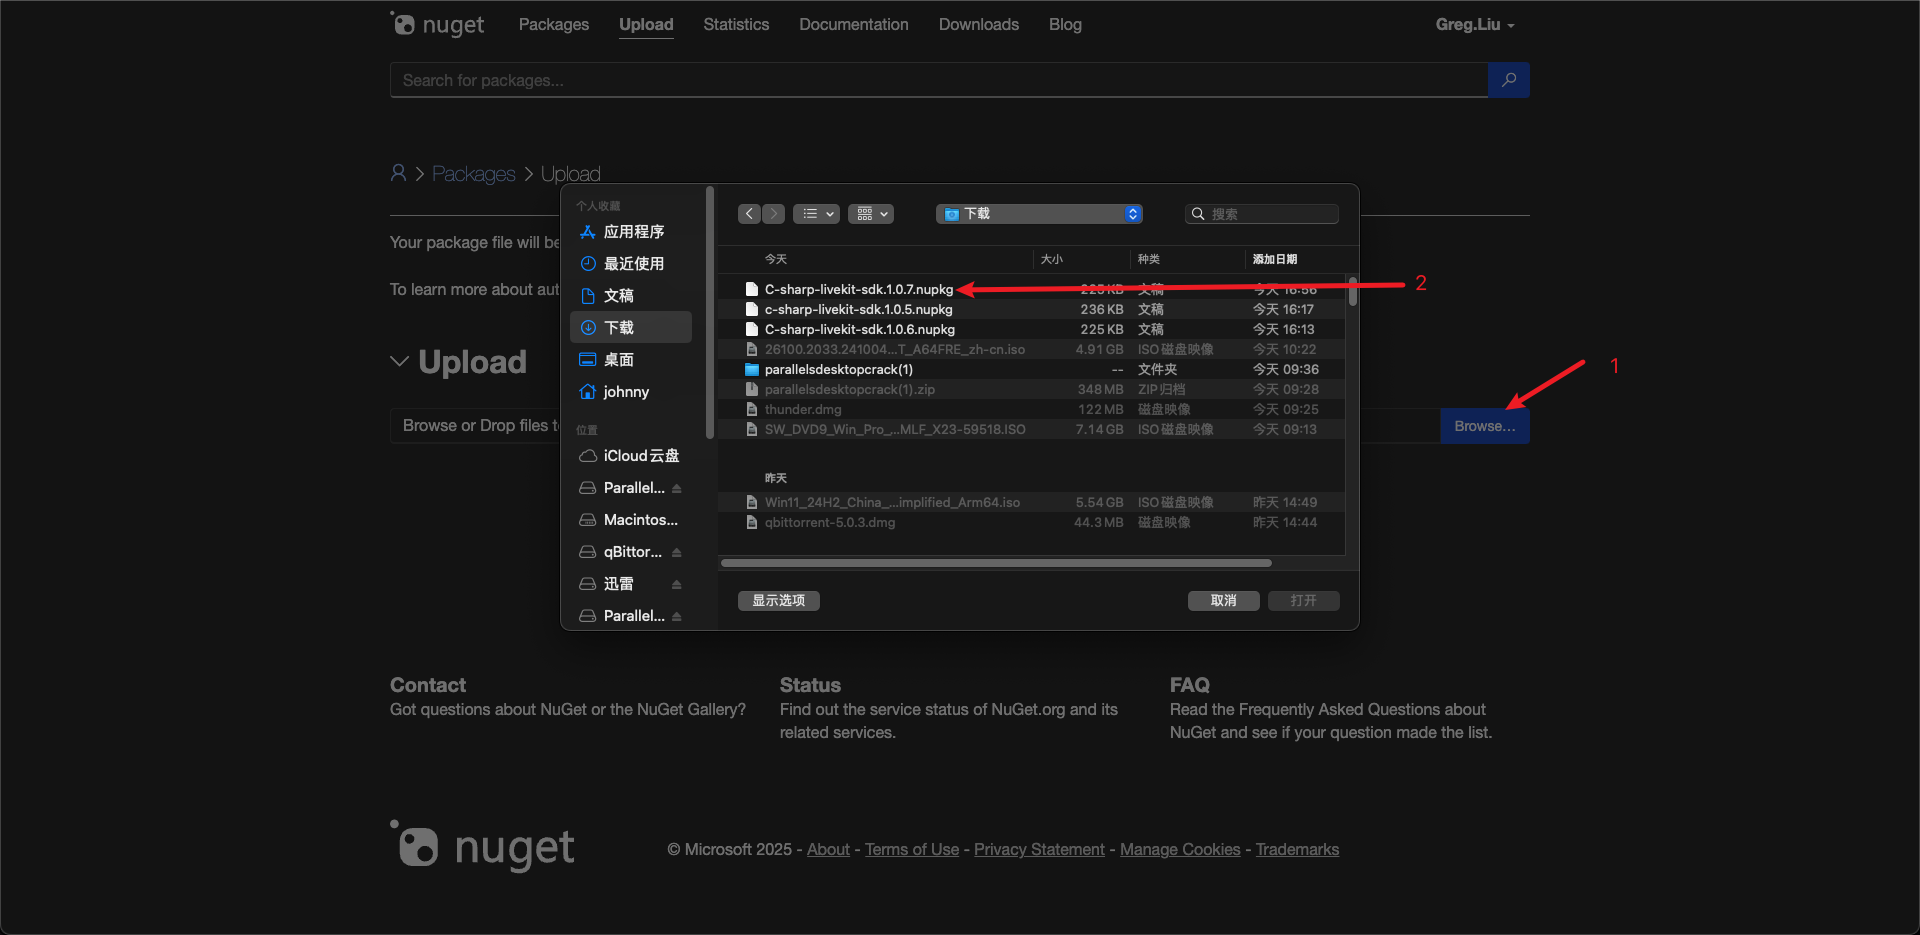 nuget Packages Upload Statistics Documentation Downloads Blog Greg.Liu
Search for packages...
Packages Upload
Your package file will be
To learn more about aut
Upload
Browse or Drop files t
Browse...
个人收藏
应用程序
最近使用
文稿
下载
桌面
johnny
位置
iCloud云盘
Parallel...
Macintos...
qBittor...
迅雷
Parallel...
下载
搜索
今天 大小 种类 添加日期
C-sharp-livekit-sdk.1.0.7.nupkg 225 KB 文稿 今天 16:56
c-sharp-livekit-sdk.1.0.5.nupkg 236 KB 文稿 今天 16:17
C-sharp-livekit-sdk.1.0.6.nupkg 225 KB 文稿 今天 16:13
26100.2033.241004...T_A64FRE_zh-cn.iso 4.91 GB ISO磁盘映像 今天 10:22
parallelsdesktopcrack(1) -- 文件夹 今天 09:36
parallelsdesktopcrack(1).zip 348 MB ZIP归档 今天 09:28
thunder.dmg 122 MB 磁盘映像 今天 09:25
SW_DVD9_Win_Pro_...MLF_X23-59518.ISO 7.14 GB ISO磁盘映像 今天 09:13
昨天
Win11_24H2_China_...implified_Arm64.iso 5.54 GB ISO磁盘映像 昨天 14:49
qbittorrent-5.0.3.dmg 44.3 MB 磁盘映像 昨天 14:44
显示选项 取消 打开
2
1
Contact
Got questions about NuGet or the NuGet Gallery?
Status
Find out the service status of NuGet.org and its
related services.
FAQ
Read the Frequently Asked Questions about
NuGet and see if your question made the list.
nuget
© Microsoft 2025 - About - Terms of Use - Privacy Statement - Manage Cookies - Trademarks